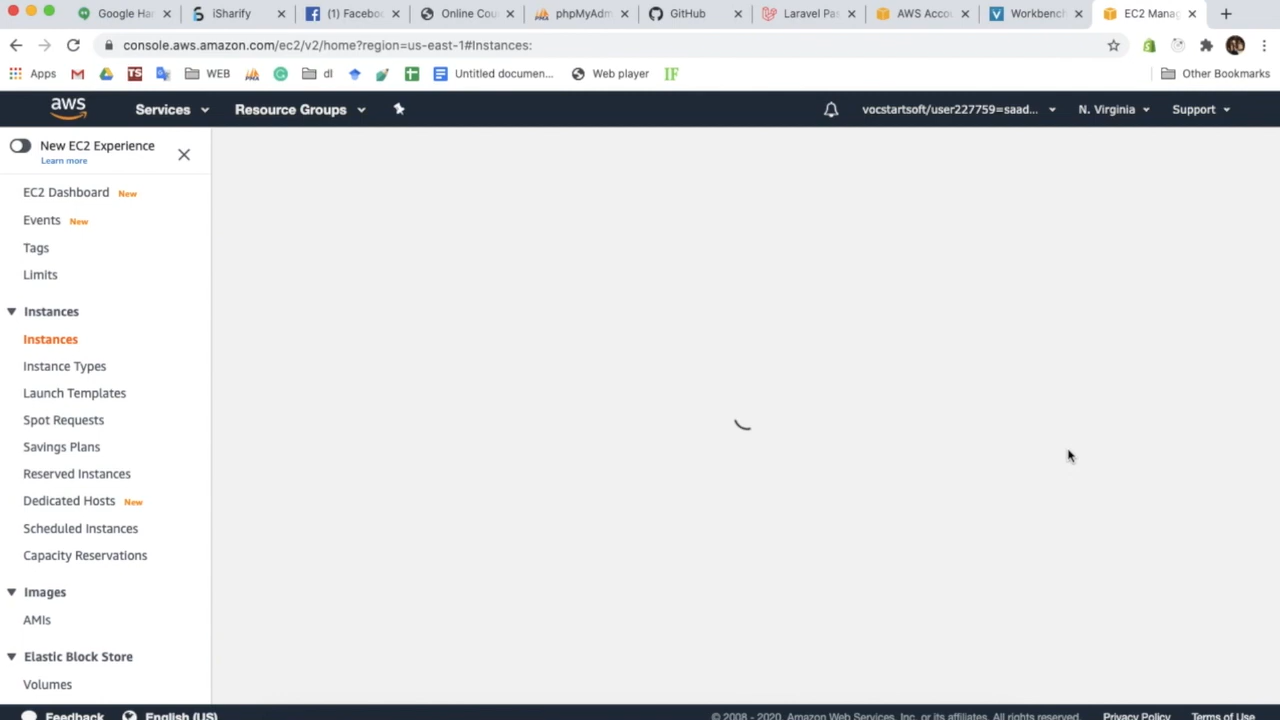 Google Har
iSharify
(1) Faceboo
Online Cou
phpMyAdm
GitHub
Laravel Pas
AWS Accou
Workbench
EC2 Manag
console.aws.amazon.com/ec2/v2/home?region=us-east-1#Instances:
Apps
WEB
dl
Untitled documen...
Web player
IF
Other Bookmarks
aws
Services
Resource Groups
vocstartsoft/user227759=saad...
N. Virginia
Support
New EC2 Experience
Learn more
EC2 Dashboard New
Events New
Tags
Limits
Instances
Instances
Instance Types
Launch Templates
Spot Requests
Savings Plans
Reserved Instances
Dedicated Hosts New
Scheduled Instances
Capacity Reservations
Images
AMIs
Elastic Block Store
Volumes
Feedback
English (US)
© 2008 - 2020, Amazon Web Services, Inc. or its affiliates. All rights reserved.
Privacy Policy
Terms of Use